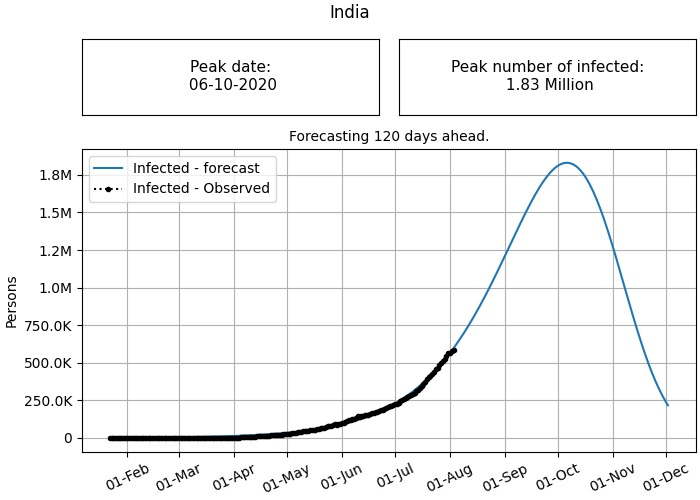 India
Peak date:
06-10-2020
Peak number of infected:
1.83 Million
Forecasting 120 days ahead.
Infected - forecast
Infected - Observed
1.8M
1.5M
1.2M
1.0M
750.0K
500.0K
250.0K
0
Persons
01-Feb
01-Mar
01-Apr
01-May
01-Jun
01-Jul
01-Aug
01-Sep
01-Oct
01-Nov
01-Dec